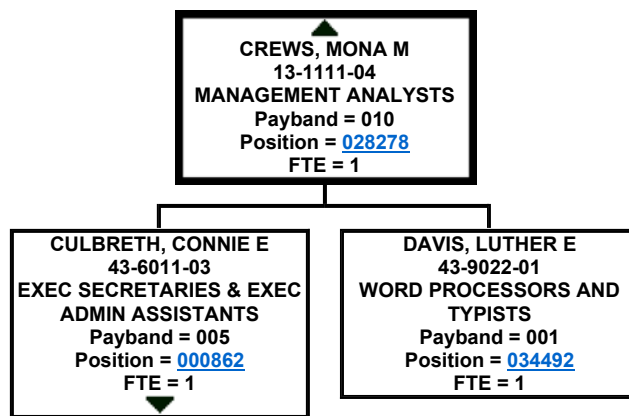 CREWS, MONA M
13-1111-04
MANAGEMENT ANALYSTS
Payband = 010
Position = 028278
FTE = 1
CULBRETH, CONNIE E
43-6011-03
EXEC SECRETARIES & EXEC
ADMIN ASSISTANTS
Payband = 005
Position = 000862
FTE = 1
DAVIS, LUTHER E
43-9022-01
WORD PROCESSORS AND
TYPISTS
Payband = 001
Position = 034492
FTE = 1